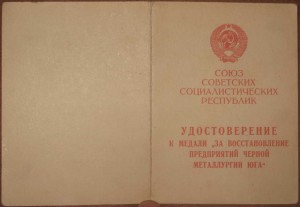 СОЮЗ
СОВЕТСКИХ
СОЦИАЛИСТИЧЕСКИХ
РЕСПУБЛИК
УДОСТОВЕРЕНИЕ
К МЕДАЛИ „ЗА ВОССТАНОВЛЕНИЕ
ПРЕДПРИЯТИЙ ЧЕРНОЙ
МЕТАЛЛУРГИИ ЮГА“